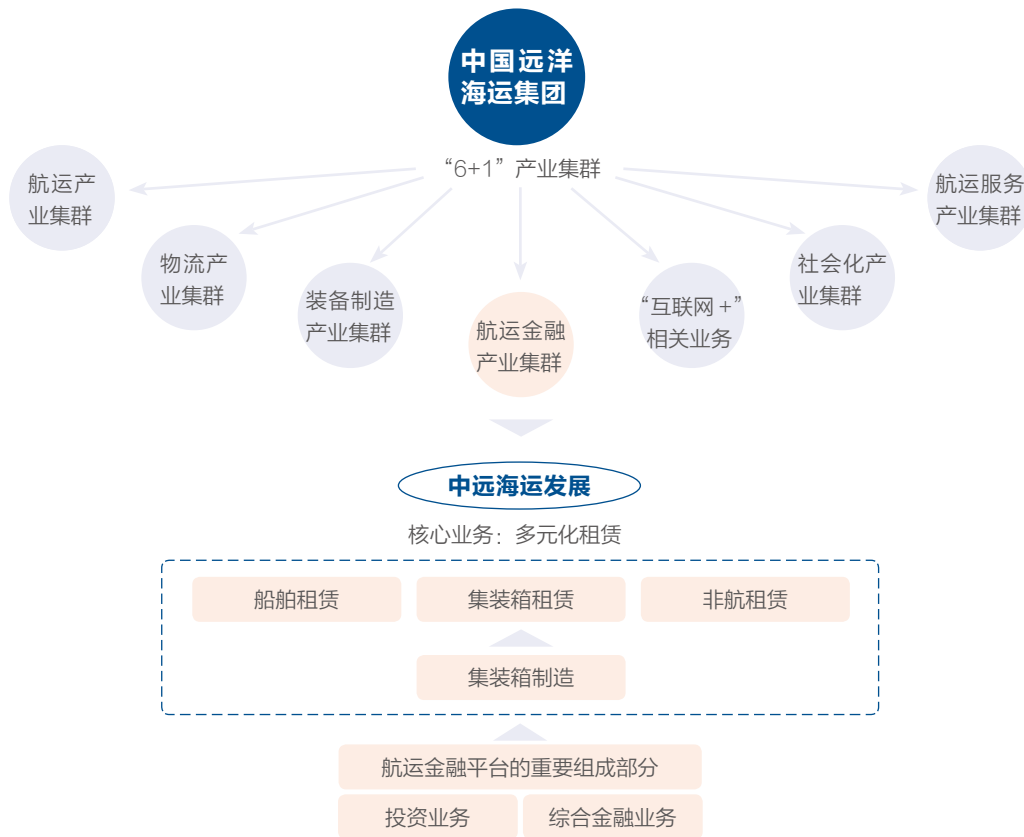 中国远洋
海运集团
“6+1”产业集群
航运产
业集群
物流产
业集群
装备制造
产业集群
航运金融
产业集群
“互联网+”
相关业务
社会化产
业集群
航运服务
产业集群
中远海运发展
核心业务：多元化租赁
船舶租赁
集装箱租赁
非航租赁
集装箱制造
航运金融平台的重要组成部分
投资业务
综合金融业务